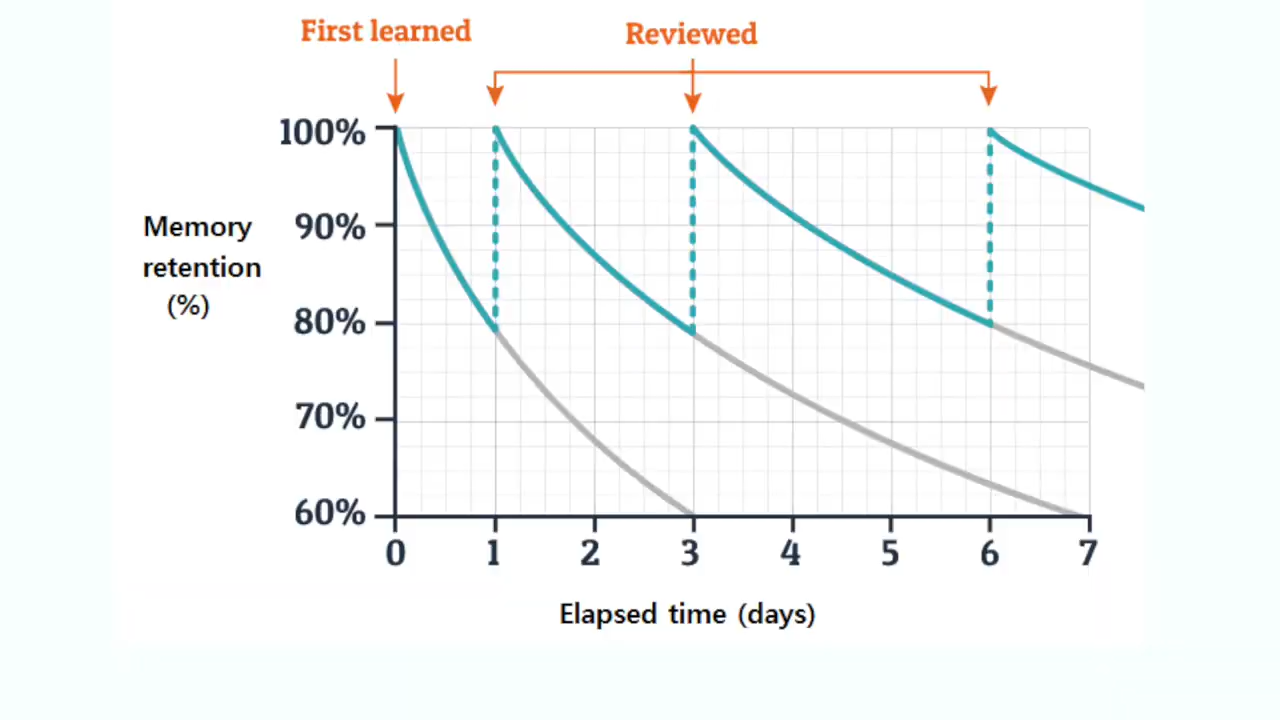 First learned
Reviewed
100%
90%
80%
70%
60%
Memory
retention
(%)
0 1 2 3 4 5 6 7
Elapsed time (days)